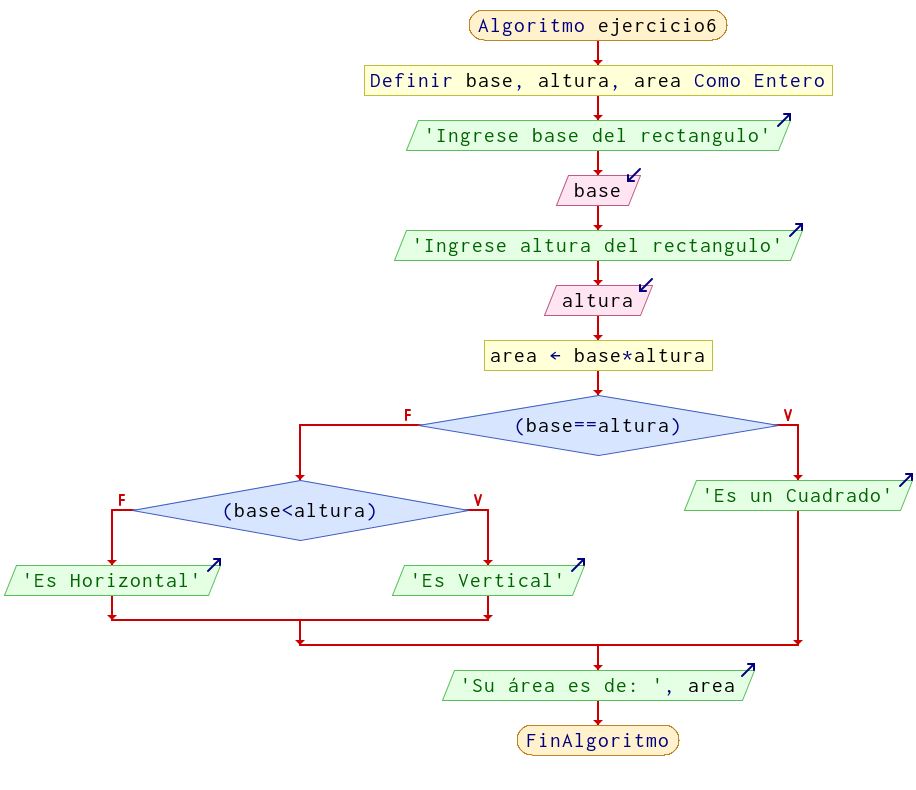 Algoritmo ejercicio6
Definir base, altura, area Como Entero
'Ingrese base del rectangulo'
base
'Ingrese altura del rectangulo'
altura
area ← base*altura
F
V
(base==altura)
F
V
'Es un Cuadrado'
(base<altura)
'Es Horizontal'
'Es Vertical'
'Su área es de: ', area
FinAlgoritmo